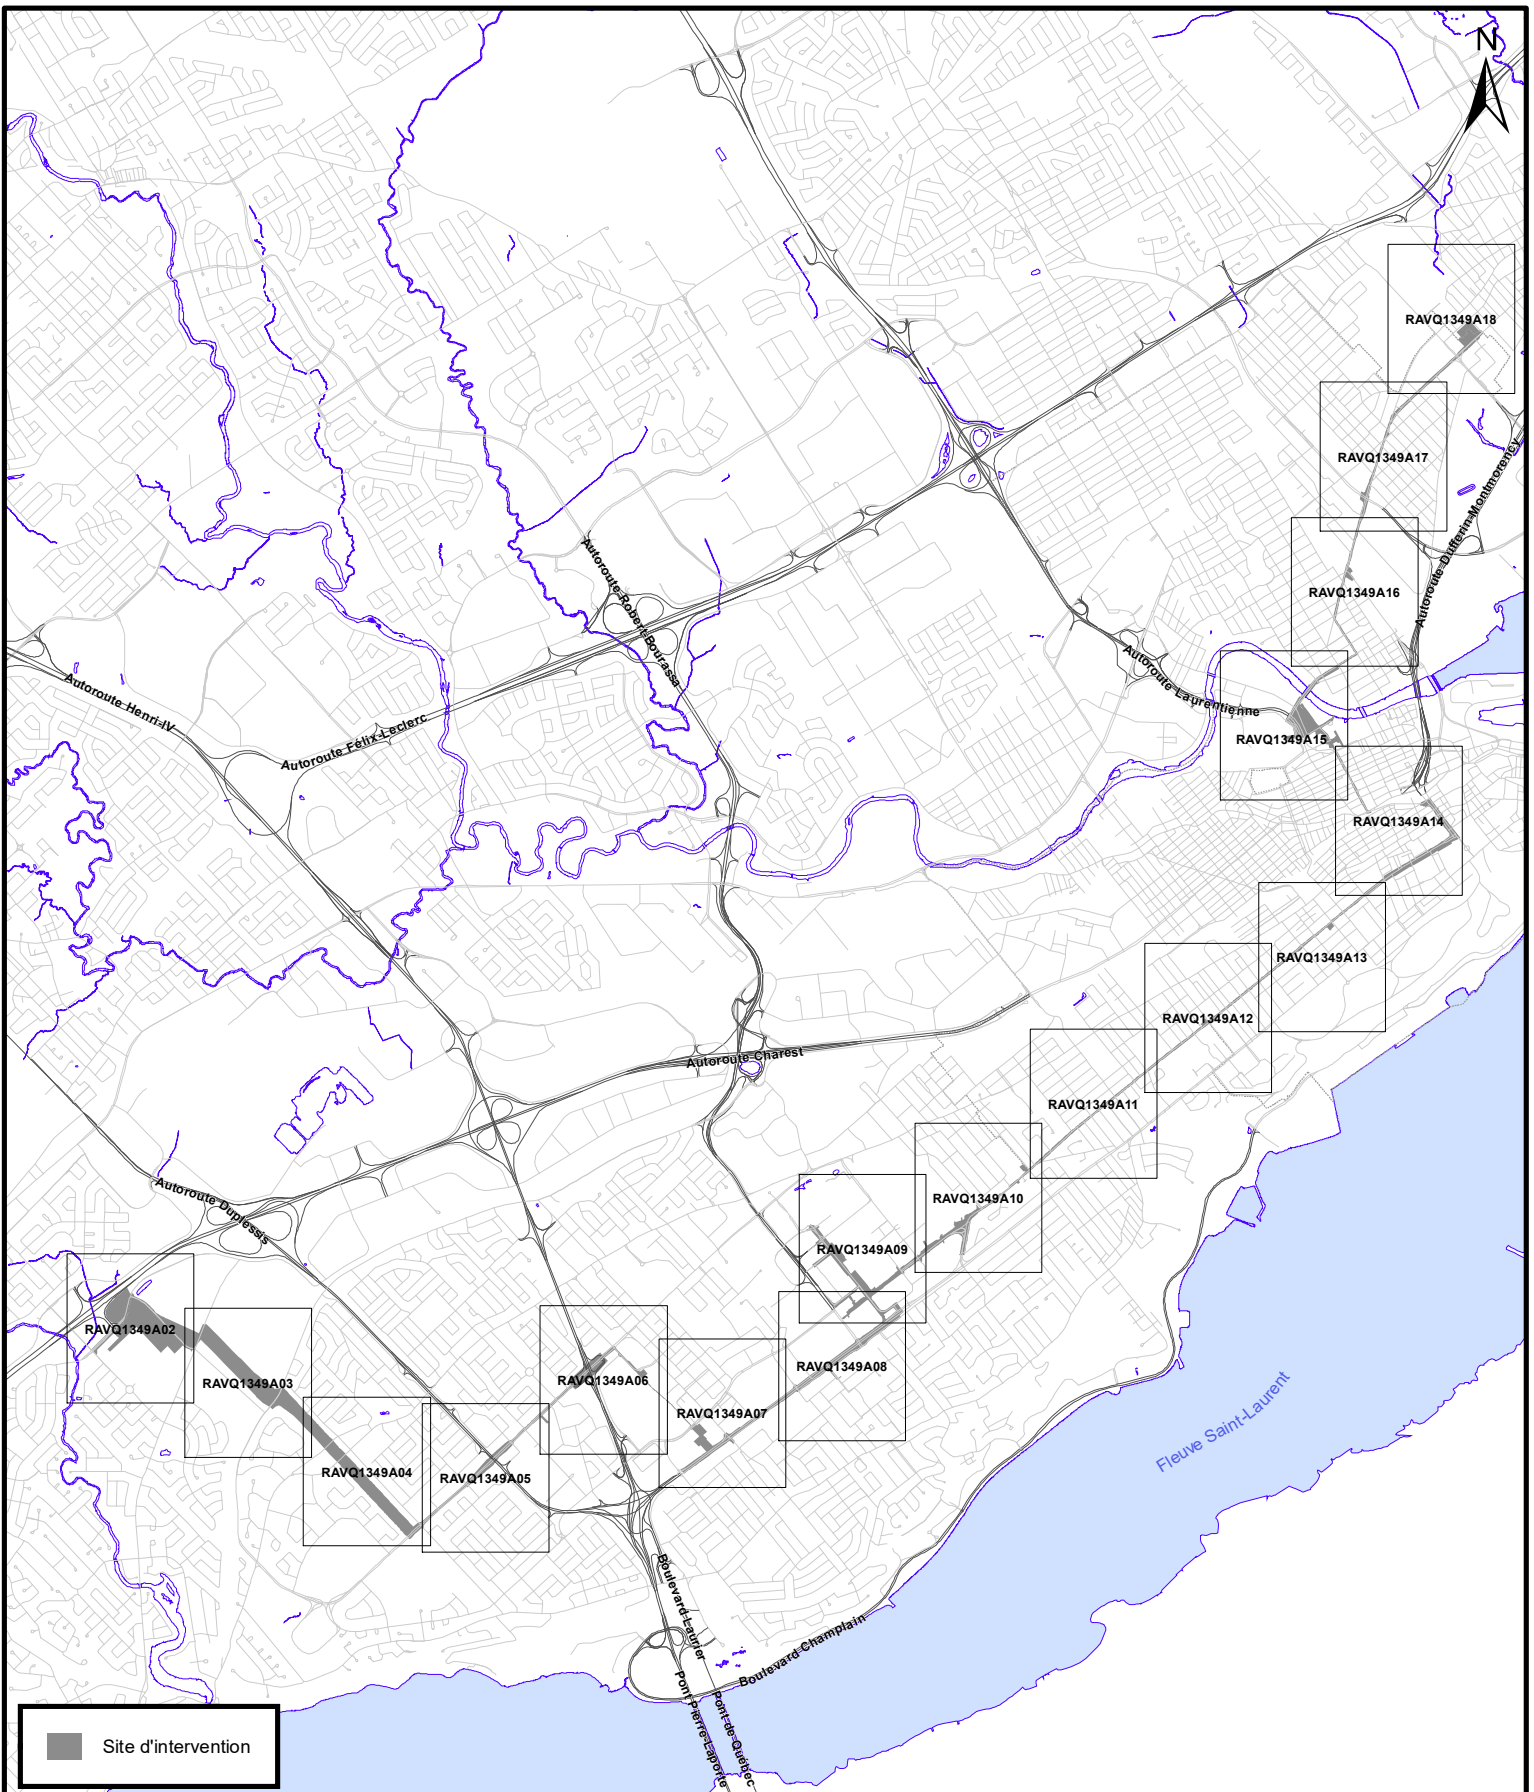 N
RAVQ1349A18
RAVQ1349A17
Autoroute Dufferin-Montmorency
Autoroute Robert-Bourassa
RAVQ1349A16
Autoroute Laurentienne
Autoroute Henri-IV
Autoroute Félix-Leclerc
RAVQ1349A15
RAVQ1349A14
RAVQ1349A13
RAVQ1349A12
Autoroute Charest
RAVQ1349A11
Autoroute Duplessis
RAVQ1349A10
RAVQ1349A09
RAVQ1349A02
RAVQ1349A08
RAVQ1349A03
RAVQ1349A06
RAVQ1349A07
Fleuve Saint-Laurent
RAVQ1349A04
RAVQ1349A05
Boulevard Laurier
Boulevard Champlain
Pont Pierre-Laporte
Pont de Québec
Site d'intervention